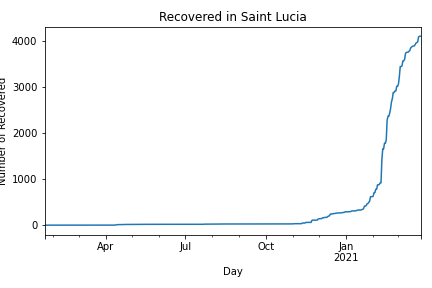 Recovered in Saint Lucia
Number of Recovered
4000
3000
2000
1000
0
Apr
Jul
Oct
Jan
2021
Day